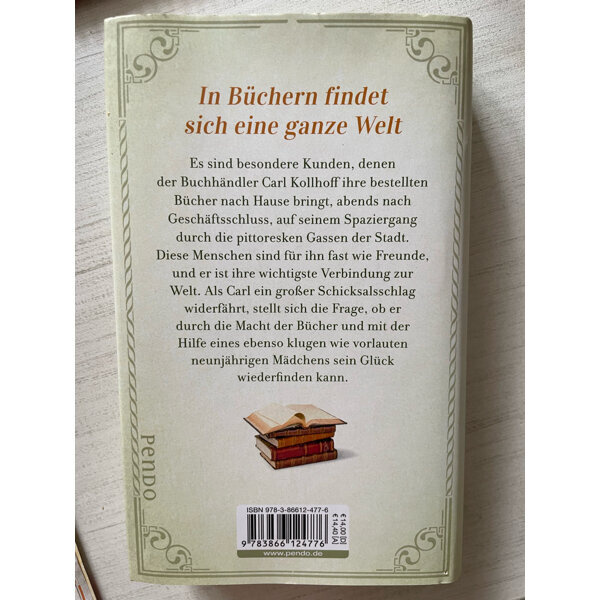 In Büchern findet
sich eine ganze Welt
Es sind besondere Kunden, denen
der Buchhändler Carl Kollhoff ihre bestellten
Bücher nach Hause bringt, abends nach
Geschäftsschluss, auf seinem Spaziergang
durch die pittoresken Gassen der Stadt.
Diese Menschen sind für ihn fast wie Freunde,
und er ist ihre wichtigste Verbindung zur
Welt. Als Carl ein großer Schicksalsschlag
widerfährt, stellt sich die Frage, ob er
durch die Macht der Bücher und mit der
Hilfe eines ebenso klugen wie vorlauten
neunjährigen Mädchens sein Glück
wiederfinden kann.
PENDO
ISBN 978-3-86612-477-6
9 783866 124776
€ 14,00 [D]
€ 14,40 [A]
www.pendo.de